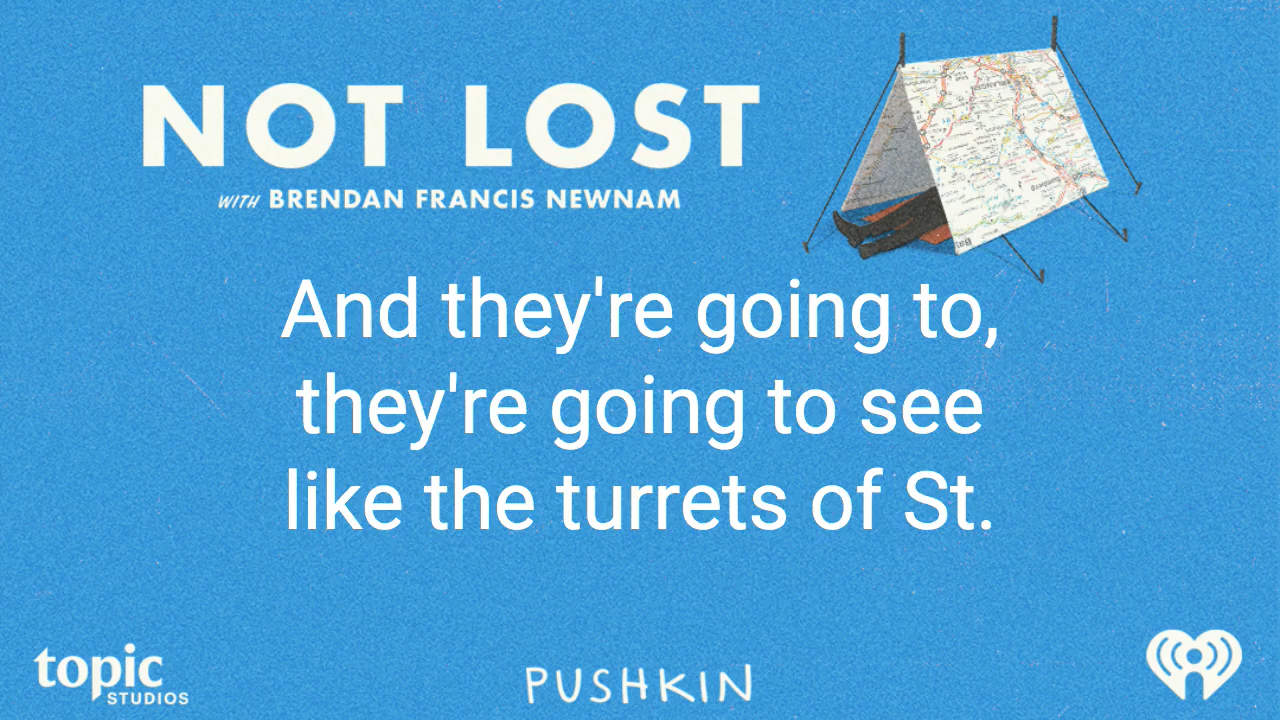 NOT LOST
WITH BRENDAN FRANCIS NEWNAM
And they're going to,
they're going to see
like the turrets of St.
topic
STUDIOS
PUSHKIN